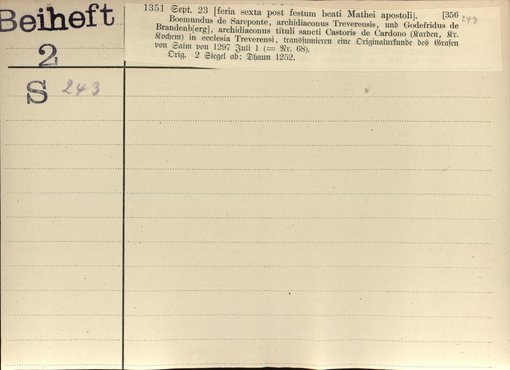 Beiheft
2
S 243
1351 Sept. 23 [feria sexta post festum beati Mathei apostoli]. [356 243
Boemundus de Sareponte, archidiaconus Treverensis, und Godefridus de
Brandenb[erg], archidiaconus tituli sancti Castoris de Cardono (Karden, Kr.
Kochem) in ecclesia Treverensi, transsumieren eine Originalurkunde des Grafen
von Salm von 1297 Juli 1 (= Nr. 68).
Orig. 2 Siegel ab; Dhaun 1252.